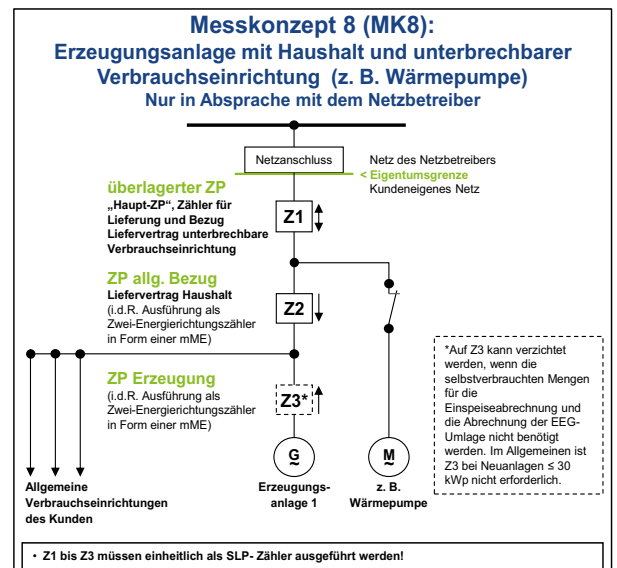 Messkonzept 8 (MK8):
Erzeugungsanlage mit Haushalt und unterbrechbarer
Verbrauchseinrichtung (z. B. Wärmepumpe)
Nur in Absprache mit dem Netzbetreiber
Netzanschluss
Netz des Netzbetreibers
< Eigentumsgrenze
Kundeneigenes Netz
überlagerter ZP
„Haupt-ZP“, Zähler für
Lieferung und Bezug
Liefervertrag unterbrechbare
Verbrauchseinrichtung
Z1
ZP allg. Bezug
Liefervertrag Haushalt
(i.d.R. Ausführung als
Zwei-Energierichtungszähler
in Form einer mME)
Z2
ZP Erzeugung
(i.d.R. Ausführung als
Zwei-Energierichtungszähler
in Form einer mME)
Z3*
*Auf Z3 kann verzichtet
werden, wenn die
selbstverbrauchten Mengen
für die
Einspeiseabrechnung und
die Abrechnung der EEG-
Umlage nicht benötigt
werden. Im Allgemeinen ist
Z3 bei Neuanlagen ≤ 30
kWp nicht erforderlich.
G
~
M
~
Allgemeine
Verbrauchseinrichtungen
des Kunden
Erzeugungs-
anlage 1
z. B.
Wärmepumpe
• Z1 bis Z3 müssen einheitlich als SLP- Zähler ausgeführt werden!